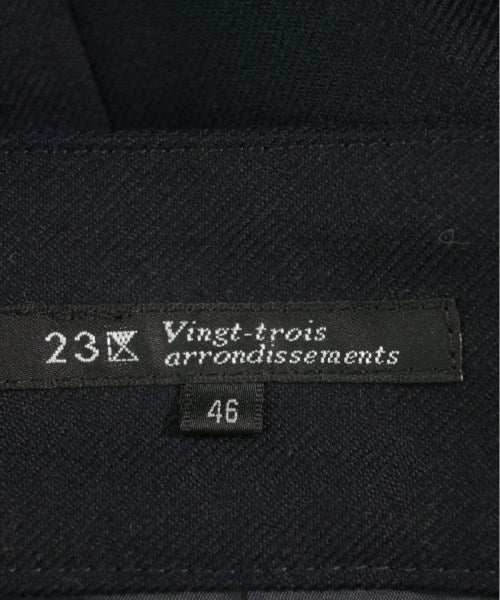 23区 Vingt-trois
arrondissements
46